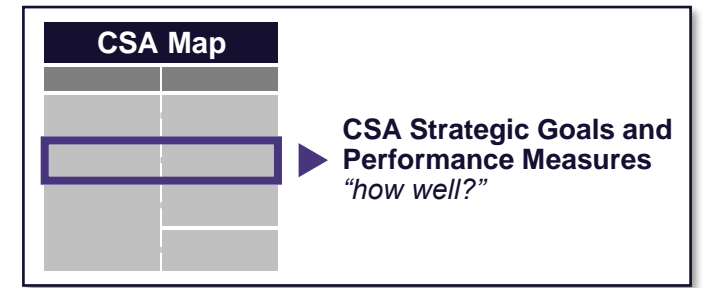 CSA Map
CSA Strategic Goals and
Performance Measures
“how well?”